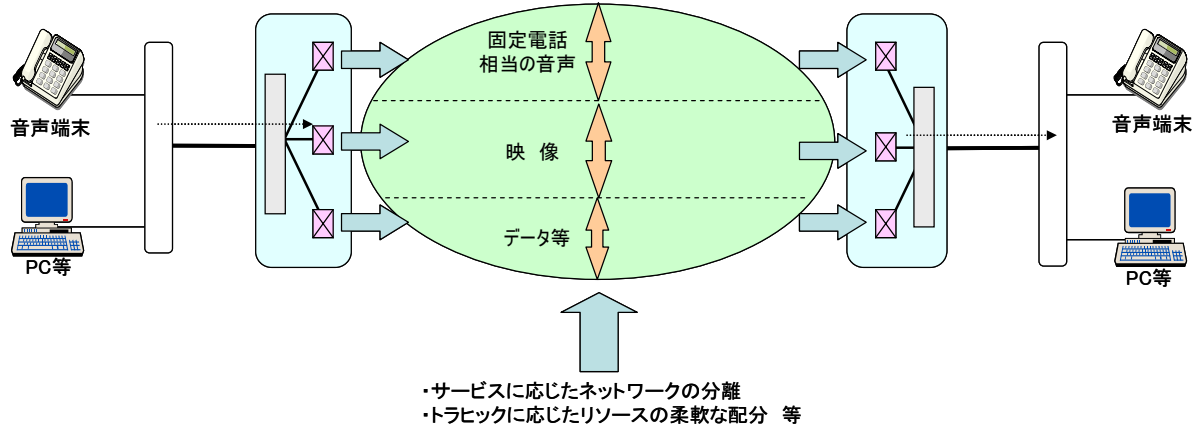 固定電話
相当の音声
映 像
データ等
音声端末
PC等
音声端末
PC等
・サービスに応じたネットワークの分離
・トラヒックに応じたリソースの柔軟な配分 等